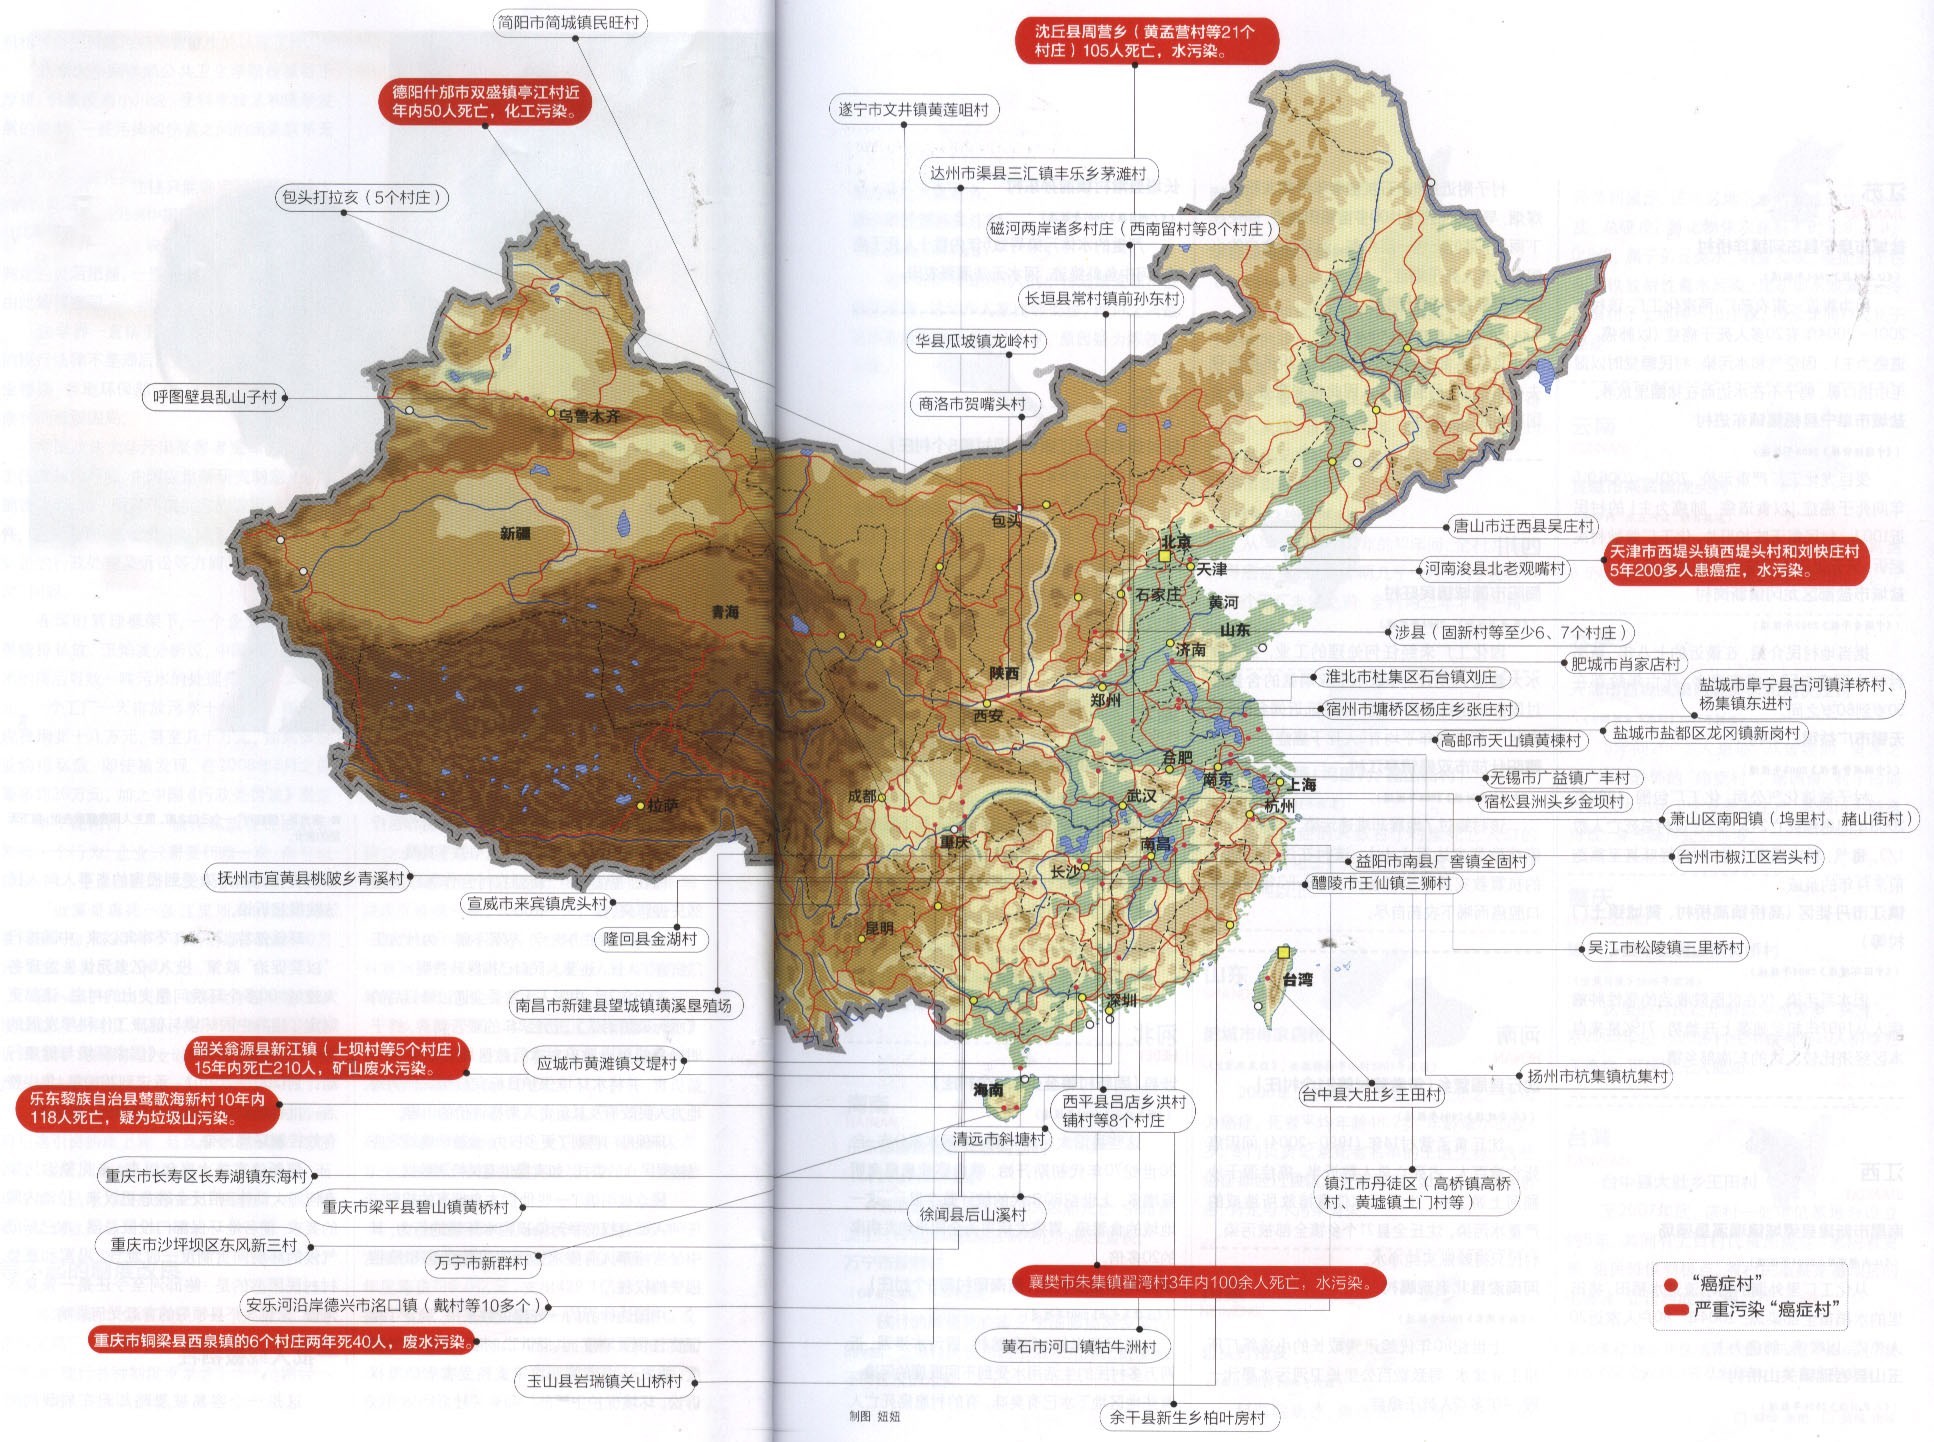 简阳市简城镇民旺村
沈丘县周营乡（黄孟营村等21个
村庄）105人死亡，水污染。
德阳什邡市双盛镇亭江村近
年内50人死亡，化工污染。
遂宁市文井镇黄莲咀村
达州市渠县三汇镇丰乐乡茅滩村
包头打拉亥（5个村庄）
磁河两岸诸多村庄（西南留村等8个村庄）
长垣县常村镇前孙东村
华县瓜坡镇龙岭村
呼图壁县乱山子村
商洛市贺嘴头村
乌鲁木齐
新疆
包头
唐山市迁西县吴庄村
北京
天津市西堤头镇西堤头村和刘快庄村
5年200多人患癌症，水污染。
天津
河南浚县北老观嘴村
石家庄
黄河
青海
山东
涉县（固新村等至少6、7个村庄）
济南
肥城市肖家店村
陕西
淮北市杜集区石台镇刘庄
盐城市阜宁县古河镇洋桥村、
杨集镇东进村
郑州
西安
宿州市墉桥区杨庄乡张庄村
盐城市盐都区龙冈镇新岗村
高邮市天山镇黄楝村
合肥
南京
无锡市广益镇广丰村
上海
成都
武汉
杭州
宿松县洲头乡金坝村
拉萨
萧山区南阳镇（坞里村、赭山街村）
重庆
南昌
台州市椒江区岩头村
益阳市南县厂窖镇全固村
长沙
抚州市宜黄县桃陂乡青溪村
醴陵市王仙镇三狮村
宣威市来宾镇虎头村
昆明
隆回县金湖村
吴江市松陵镇三里桥村
台湾
南昌市新建县望城镇璜溪垦殖场
深圳
韶关翁源县新江镇（上坝村等5个村庄）
15年内死亡210人，矿山废水污染。
应城市黄滩镇艾堤村
扬州市杭集镇杭集村
海南
台中县大肚乡王田村
乐东黎族自治县莺歌海新村10年内
118人死亡，疑为垃圾山污染。
西平县吕店乡洪村
铺村等8个村庄
清远市斜塘村
重庆市长寿区长寿湖镇东海村
镇江市丹徒区（高桥镇高桥
村、黄墟镇土门村等）
重庆市梁平县碧山镇黄桥村
徐闻县后山溪村
重庆市沙坪坝区东风新三村
万宁市新群村
襄樊市朱集镇翟湾村3年内100余人死亡，水污染。
“癌症村”
严重污染“癌症村”
安乐河沿岸德兴市洺口镇（戴村等10多个）
重庆市铜梁县西泉镇的6个村庄两年死40人，废水污染。
黄石市河口镇牯牛洲村
玉山县岩瑞镇关山桥村
余干县新生乡柏叶房村
制图 妞妞